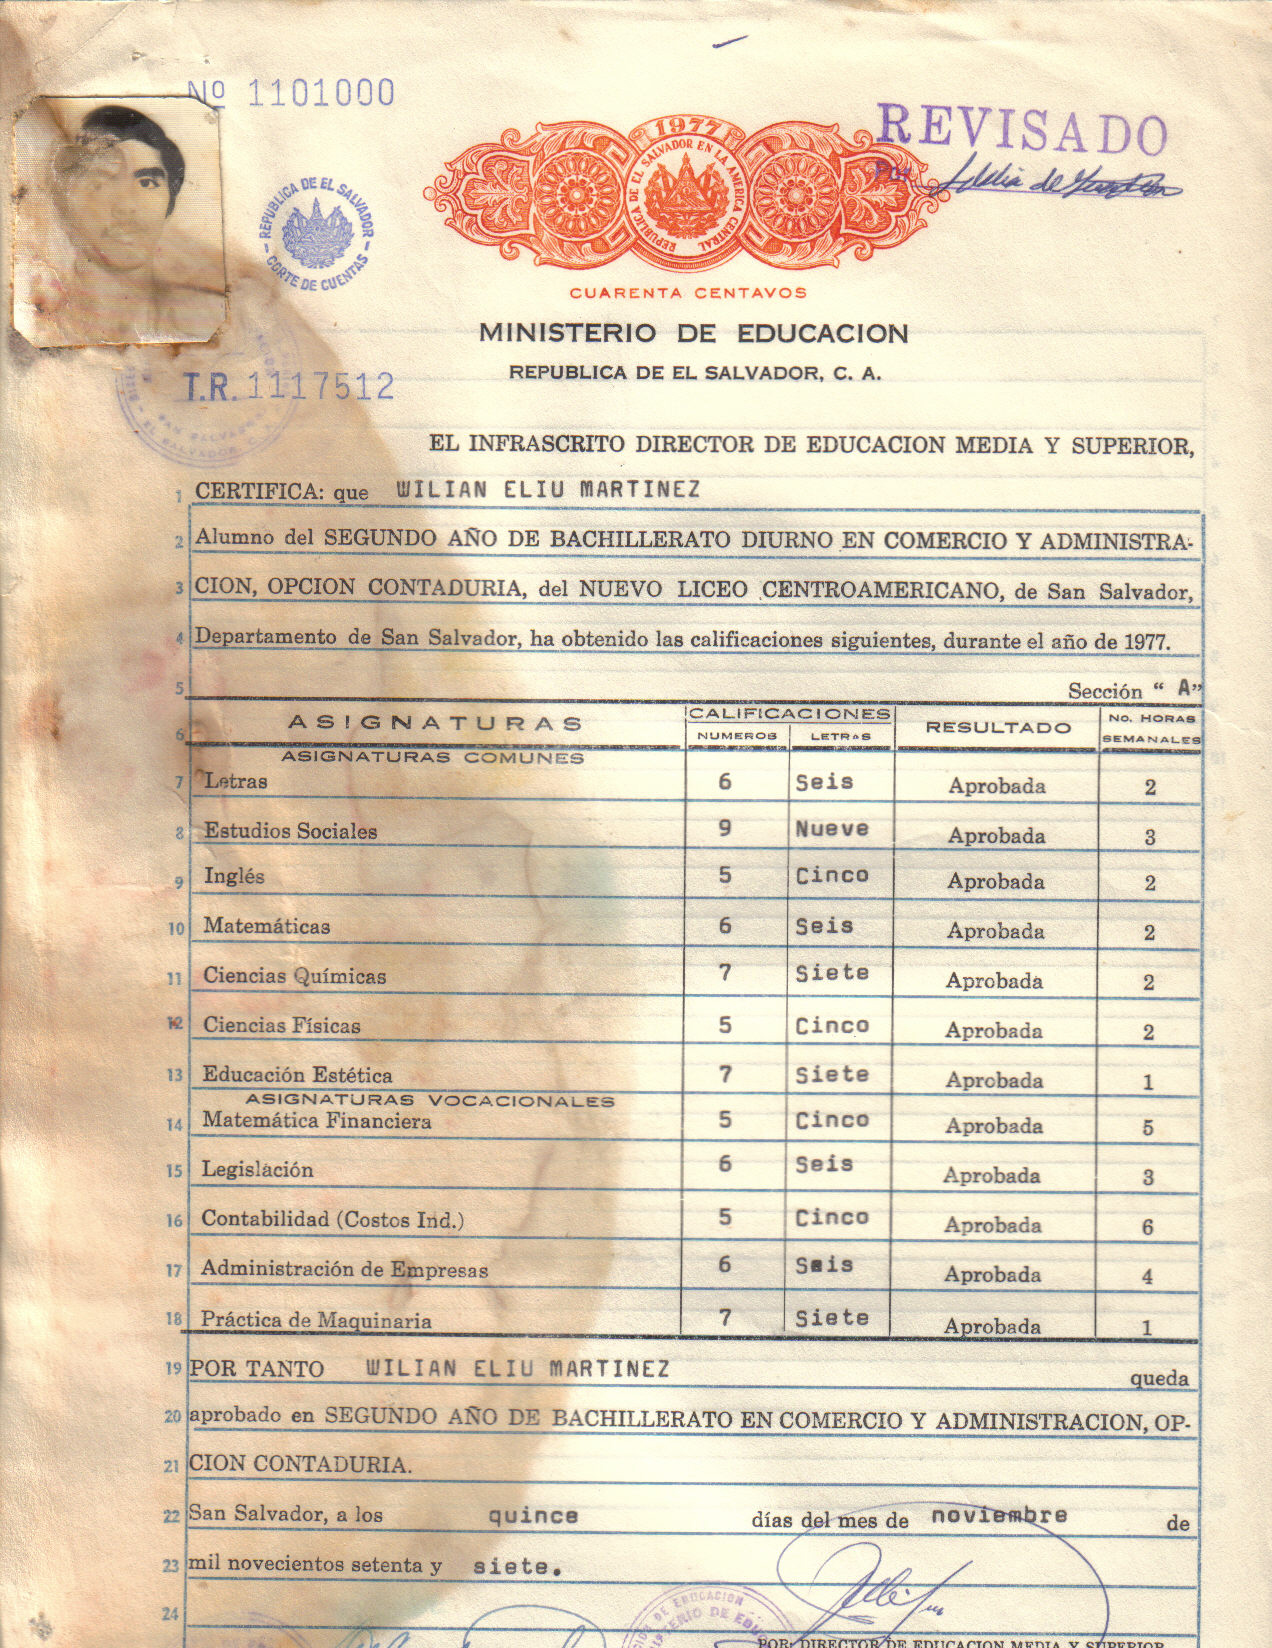 Nº 1101000
1977
REPUBLICA DE EL SALVADOR EN LA AMERICA CENTRAL
REVISADO
Por
REPUBLICA DE EL SALVADOR
CORTE DE CUENTAS
CUARENTA CENTAVOS
MINISTERIO DE EDUCACION
REPUBLICA DE EL SALVADOR, C. A.
T.R. 1117512
SAN SALVADOR
EL SALVADOR C. A.
EL INFRASCRITO DIRECTOR DE EDUCACION MEDIA Y SUPERIOR,
1 CERTIFICA: que WILIAN ELIU MARTINEZ
2 Alumno del SEGUNDO AÑO DE BACHILLERATO DIURNO EN COMERCIO Y ADMINISTRA-
3 CION, OPCION CONTADURIA, del NUEVO LICEO CENTROAMERICANO, de San Salvador,
4 Departamento de San Salvador, ha obtenido las calificaciones siguientes, durante el año de 1977.
5 Sección "A"
6 ASIGNATURAS CALIFICACIONES RESULTADO No. HORAS SEMANALES
NUMEROS LETRAS
ASIGNATURAS COMUNES
7 Letras 6 Seis Aprobada 2
8 Estudios Sociales 9 Nueve Aprobada 3
9 Inglés 5 Cinco Aprobada 2
10 Matemáticas 6 Seis Aprobada 2
11 Ciencias Químicas 7 Siete Aprobada 2
12 Ciencias Físicas 5 Cinco Aprobada 2
13 Educación Estética 7 Siete Aprobada 1
ASIGNATURAS VOCACIONALES
14 Matemática Financiera 5 Cinco Aprobada 5
15 Legislación 6 Seis Aprobada 3
16 Contabilidad (Costos Ind.) 5 Cinco Aprobada 6
17 Administración de Empresas 6 Seis Aprobada 4
18 Práctica de Maquinaria 7 Siete Aprobada 1
19 POR TANTO WILIAN ELIU MARTINEZ queda
20 aprobado en SEGUNDO AÑO DE BACHILLERATO EN COMERCIO Y ADMINISTRACION, OP-
21 CION CONTADURIA.
22 San Salvador, a los quince días del mes de noviembre de
23 mil novecientos setenta y siete.
24
DE EDUCACION
POR: DIRECTOR DE EDUCACION MEDIA Y SUPERIOR